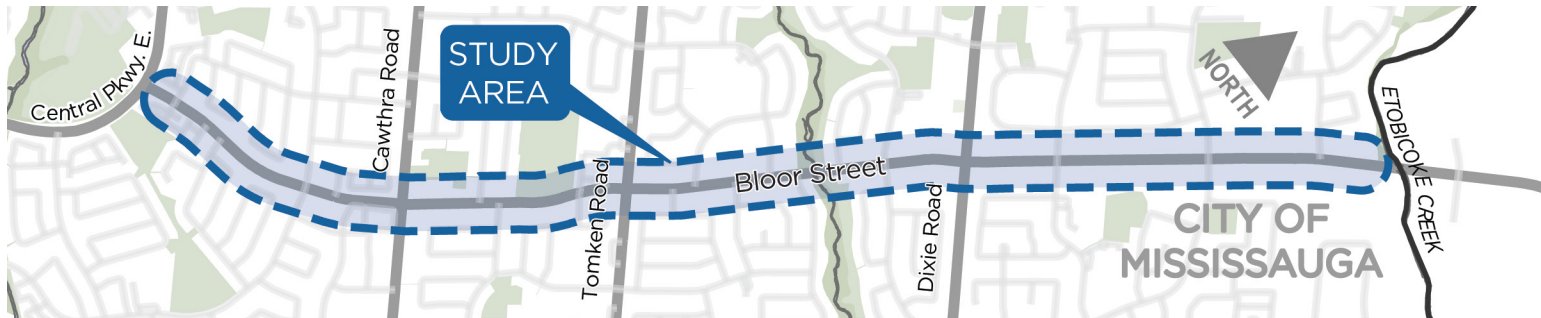 Central Pkwy. E.
Cawthra Road
STUDY
AREA
Tomken Road
Bloor Street
Dixie Road
NORTH
CITY OF
MISSISSAUGA
ETOBICOKE CREEK